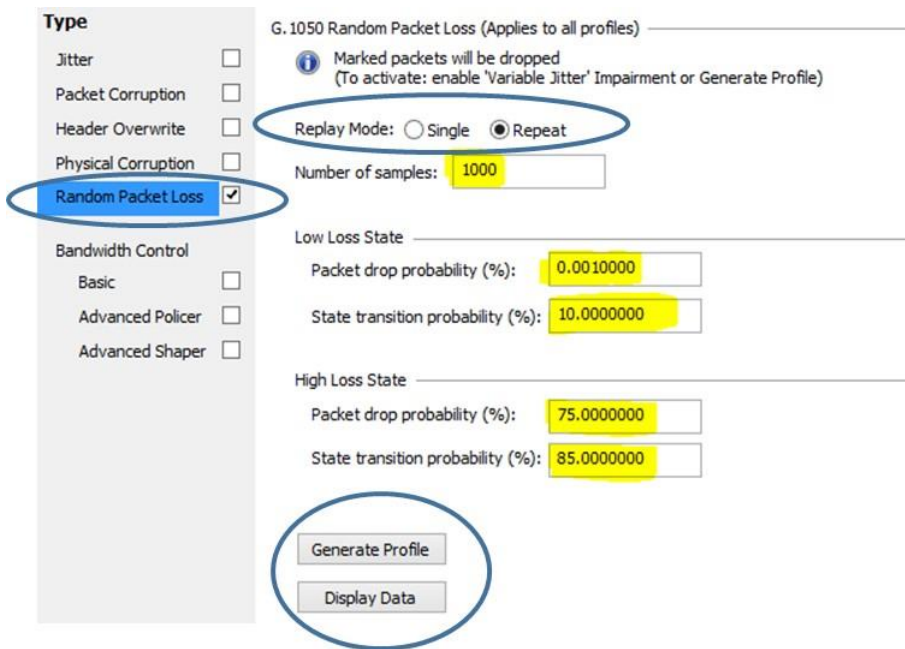 Type
Jitter
Packet Corruption
Header Overwrite
Physical Corruption
Random Packet Loss
Bandwidth Control
Basic
Advanced Policer
Advanced Shaper
G.1050 Random Packet Loss (Applies to all profiles)
Marked packets will be dropped
(To activate: enable 'Variable Jitter' Impairment or Generate Profile)
Replay Mode: Single Repeat
Number of samples: 1000
Low Loss State
Packet drop probability (%): 0.0010000
State transition probability (%): 10.0000000
High Loss State
Packet drop probability (%): 75.0000000
State transition probability (%): 85.0000000
Generate Profile
Display Data